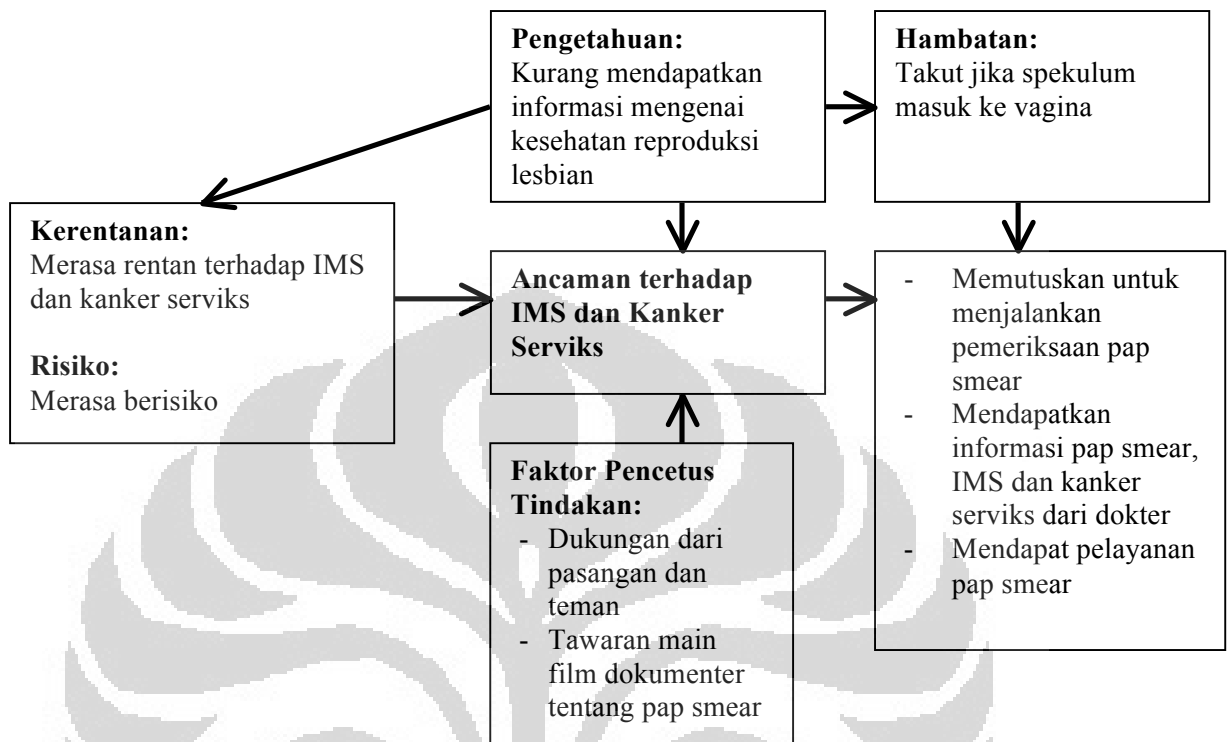 Pengetahuan:
Kurang mendapatkan
informasi mengenai
kesehatan reproduksi
lesbian
Hambatan:
Takut jika spekulum
masuk ke vagina
Kerentanan:
Merasa rentan terhadap IMS
dan kanker serviks
Risiko:
Merasa berisiko
Ancaman terhadap
IMS dan Kanker
Serviks
- Memutuskan untuk
menjalankan
pemeriksaan pap
smear
- Mendapatkan
informasi pap smear,
IMS dan kanker
serviks dari dokter
- Mendapat pelayanan
pap smear
Faktor Pencetus
Tindakan:
- Dukungan dari
pasangan dan
teman
- Tawaran main
film dokumenter
tentang pap smear